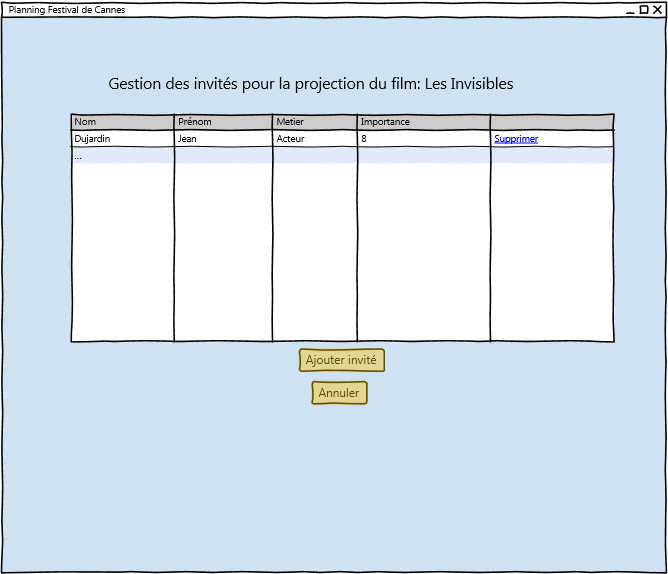 Planning Festival de Cannes
Gestion des invités pour la projection du film: Les Invisibles
Nom Prénom Metier Importance
Dujardin Jean Acteur 8 Supprimer
...
Ajouter invité
Annuler